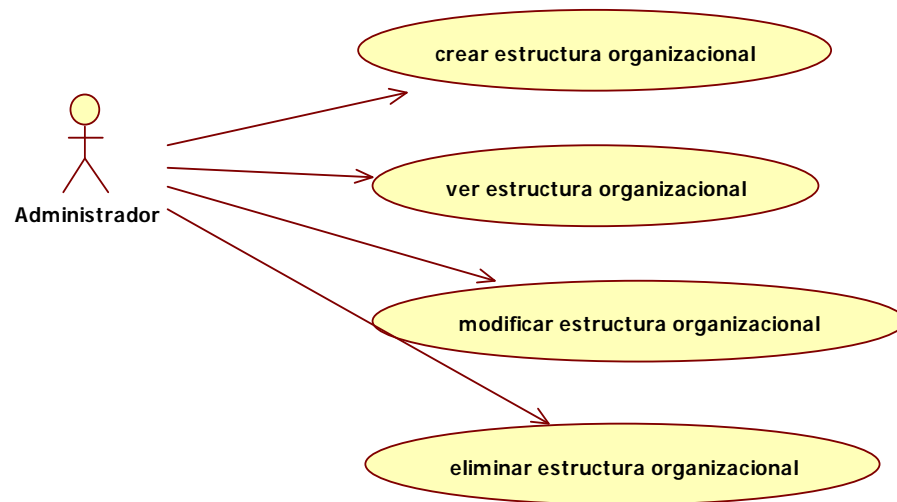 crear estructura organizacional
ver estructura organizacional
Administrador
modificar estructura organizacional
eliminar estructura organizacional